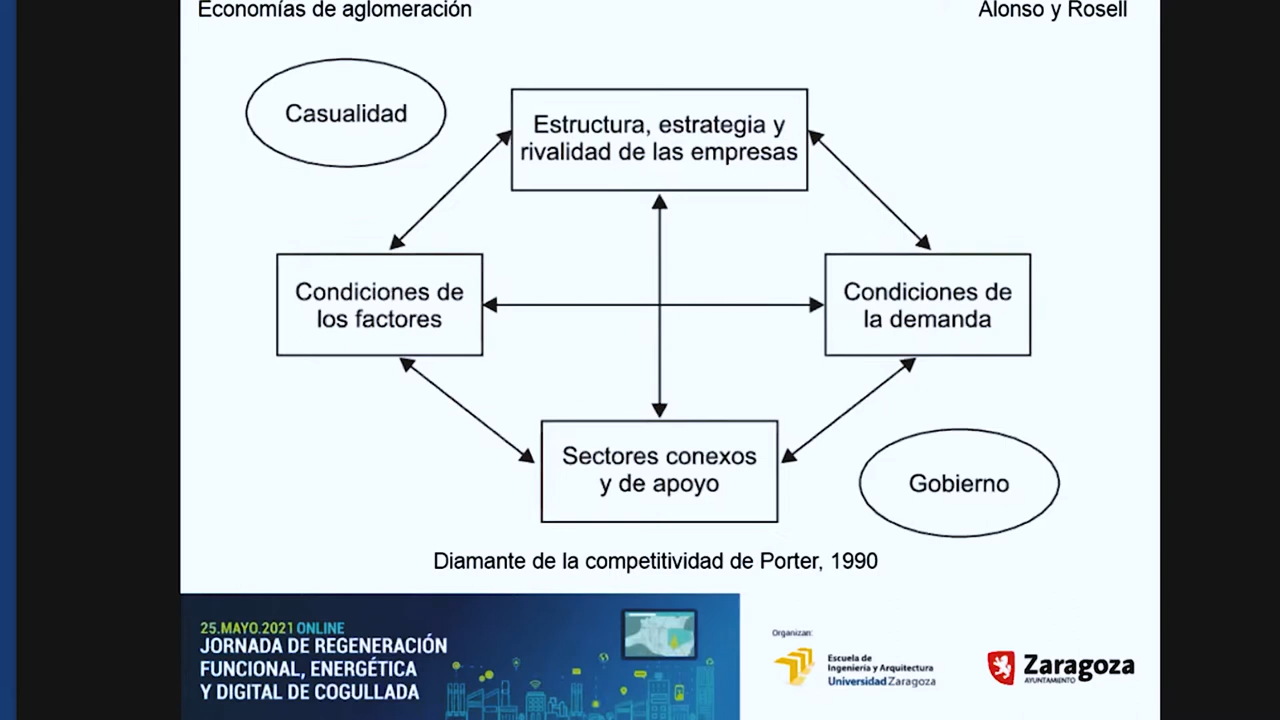 Economías de aglomeración
Alonso y Rosell
Casualidad
Estructura, estrategia y
rivalidad de las empresas
Condiciones de
los factores
Condiciones de
la demanda
Sectores conexos
y de apoyo
Gobierno
Diamante de la competitividad de Porter, 1990
25.MAYO.2021 ONLINE
JORNADA DE REGENERACIÓN
FUNCIONAL, ENERGÉTICA
Y DIGITAL DE COGULLADA
Organizan:
Escuela de
Ingeniería y Arquitectura
Universidad Zaragoza
Zaragoza
AYUNTAMIENTO